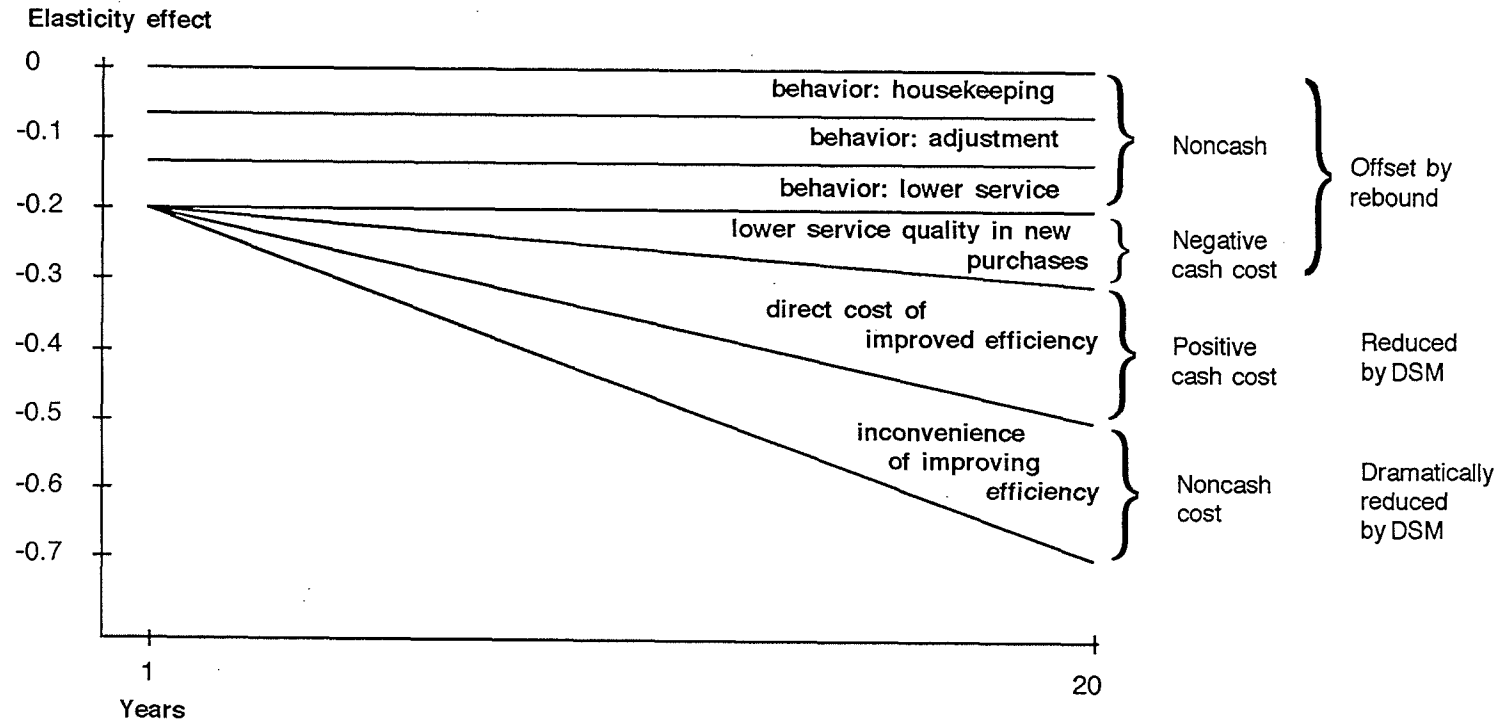 Elasticity effect
0
-0.1
-0.2
-0.3
-0.4
-0.5
-0.6
-0.7
behavior: housekeeping
behavior: adjustment
behavior: lower service
lower service quality in new
purchases
direct cost of
improved efficiency
inconvenience
of improving
efficiency
Noncash
Negative
cash cost
Positive
cash cost
Noncash
cost
Offset by
rebound
Reduced
by DSM
Dramatically
reduced
by DSM
1
20
Years